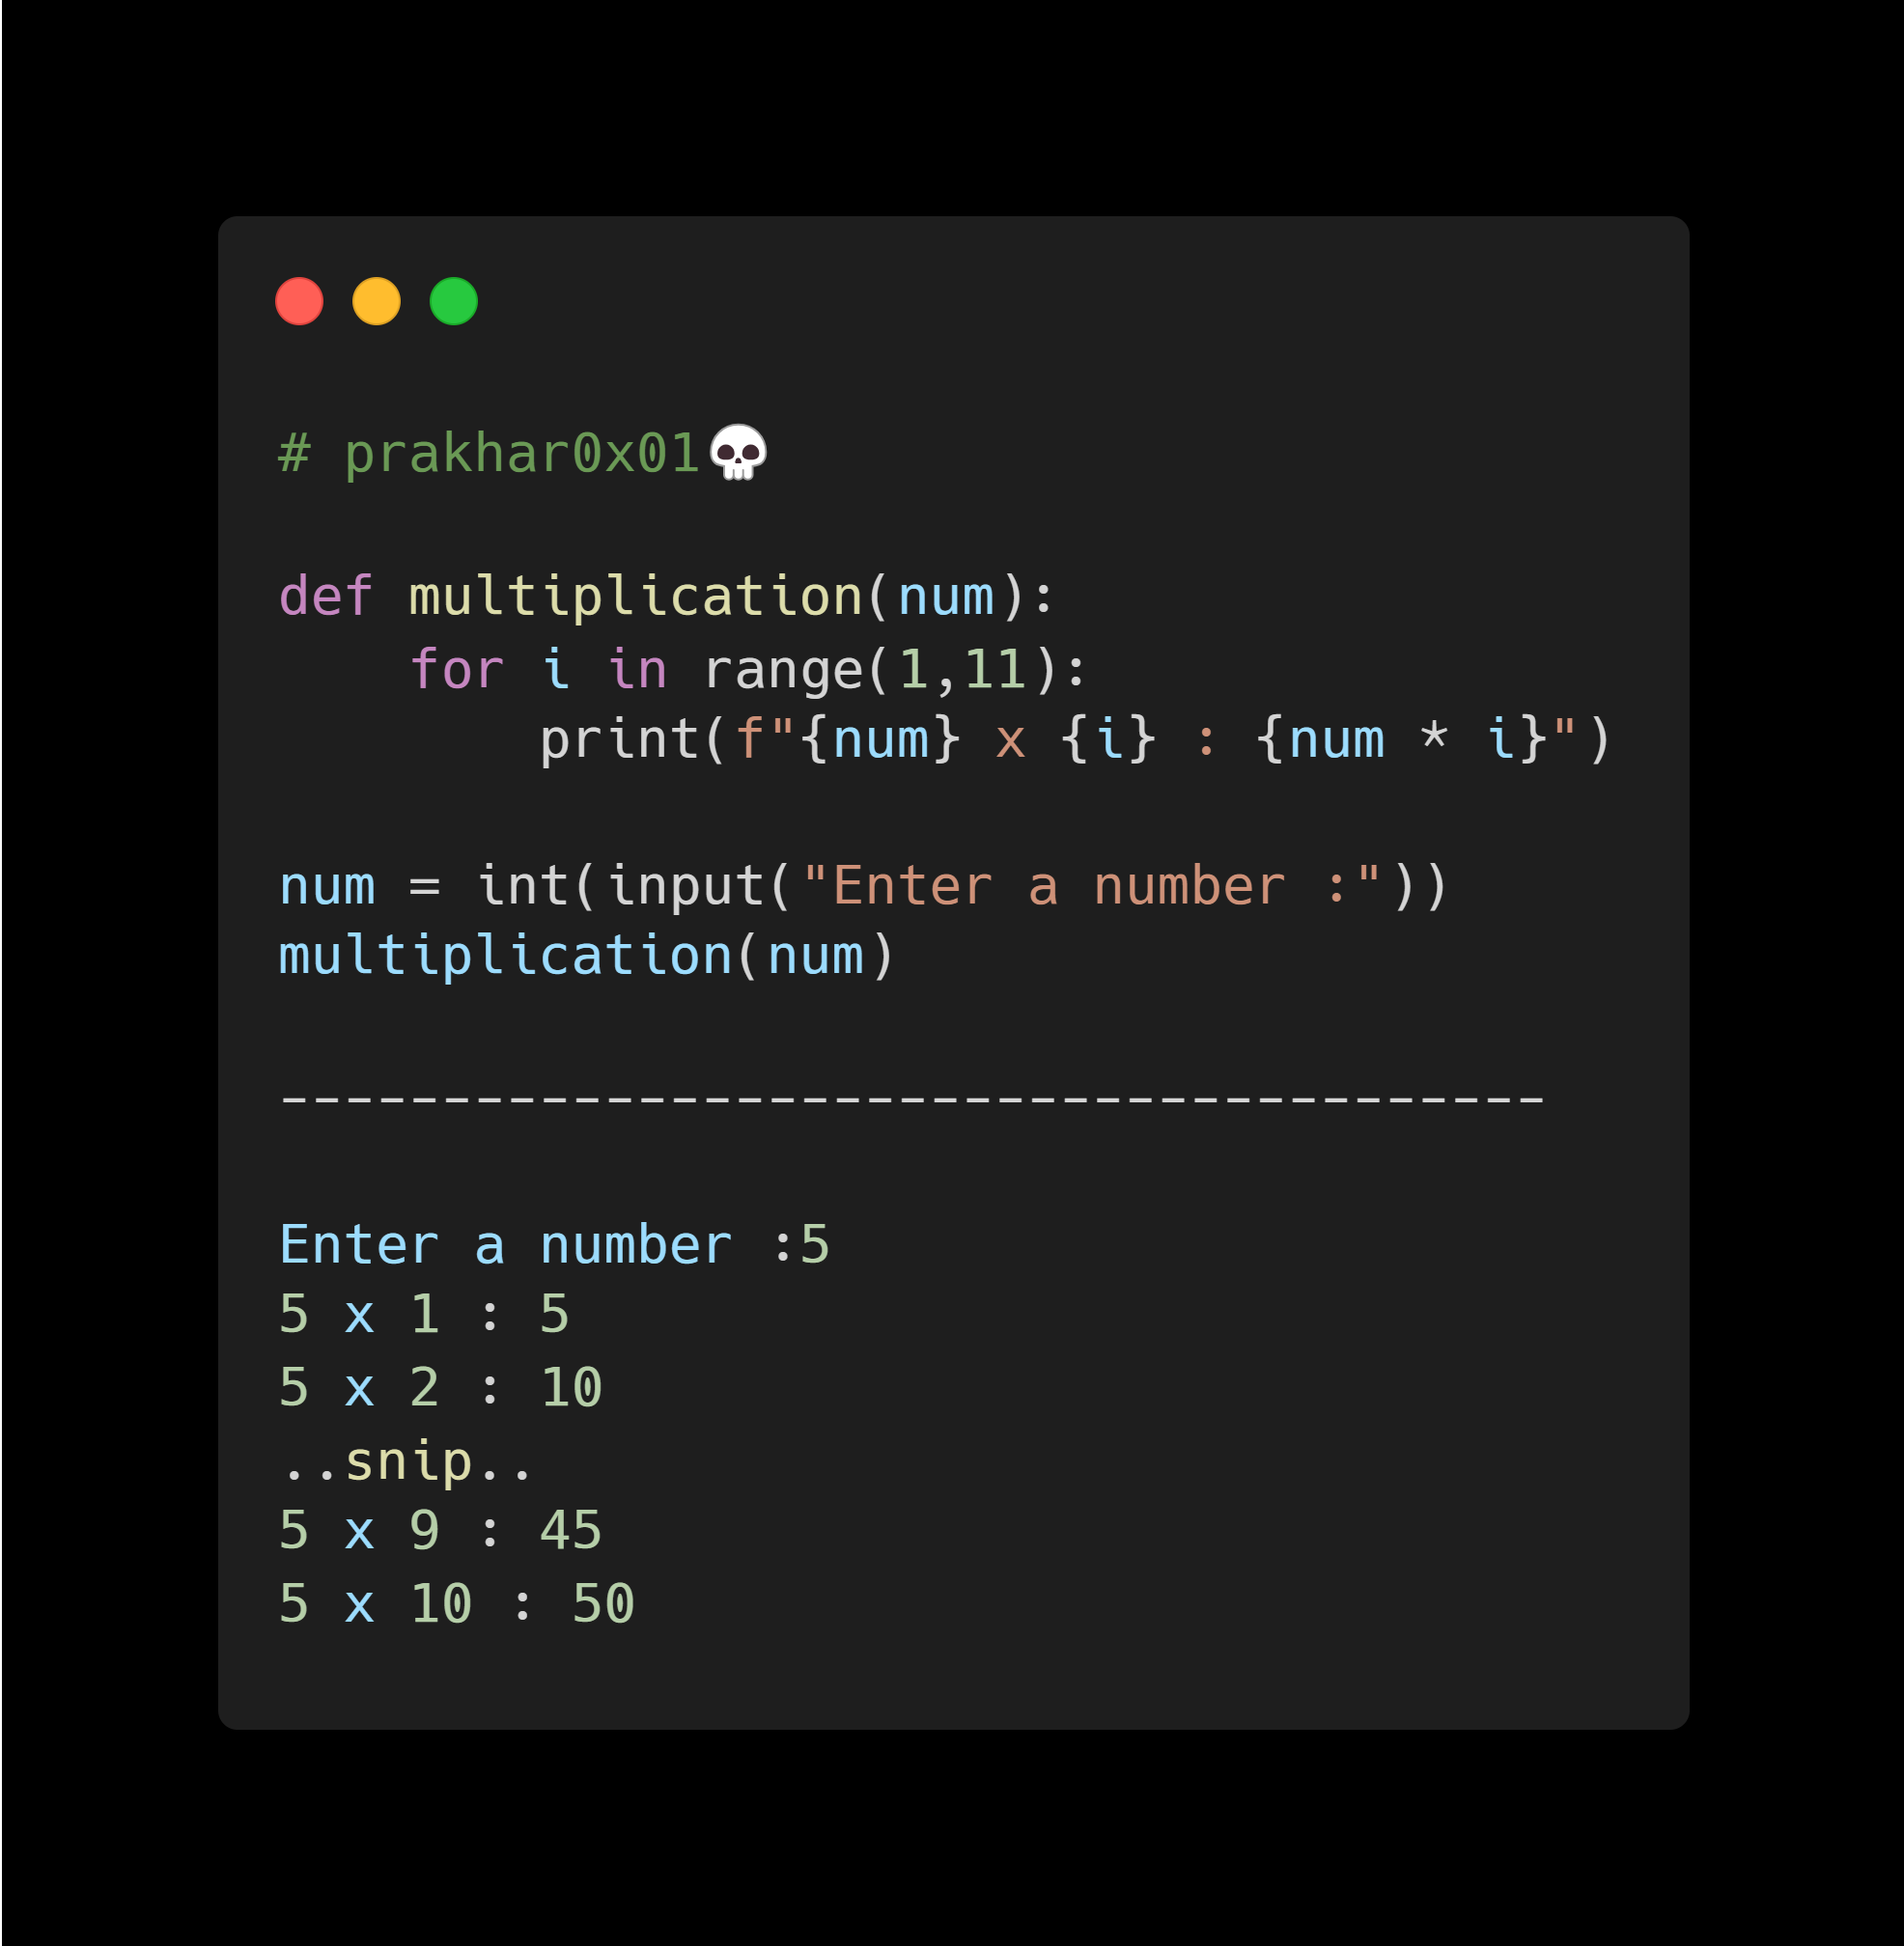 # prakhar0x01💀
def multiplication(num):
    for i in range(1,11):
        print(f"{num} x {i} : {num * i}")
num = int(input("Enter a number :"))
multiplication(num)
---------------------------------------
Enter a number :5
5 x 1 : 5
5 x 2 : 10
..snip..
5 x 9 : 45
5 x 10 : 50